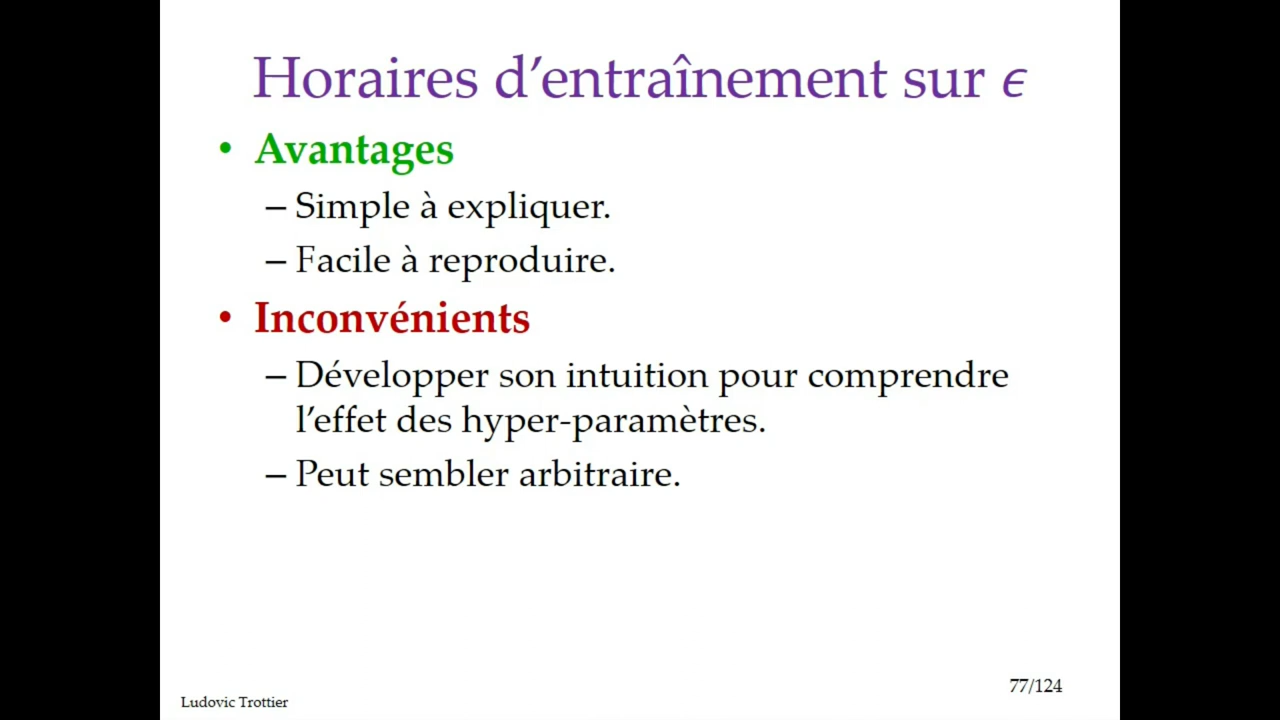 Horaires d’entraînement sur ϵ
• Avantages
– Simple à expliquer.
– Facile à reproduire.
• Inconvénients
– Développer son intuition pour comprendre
l’effet des hyper-paramètres.
– Peut sembler arbitraire.
77/124
Ludovic Trottier